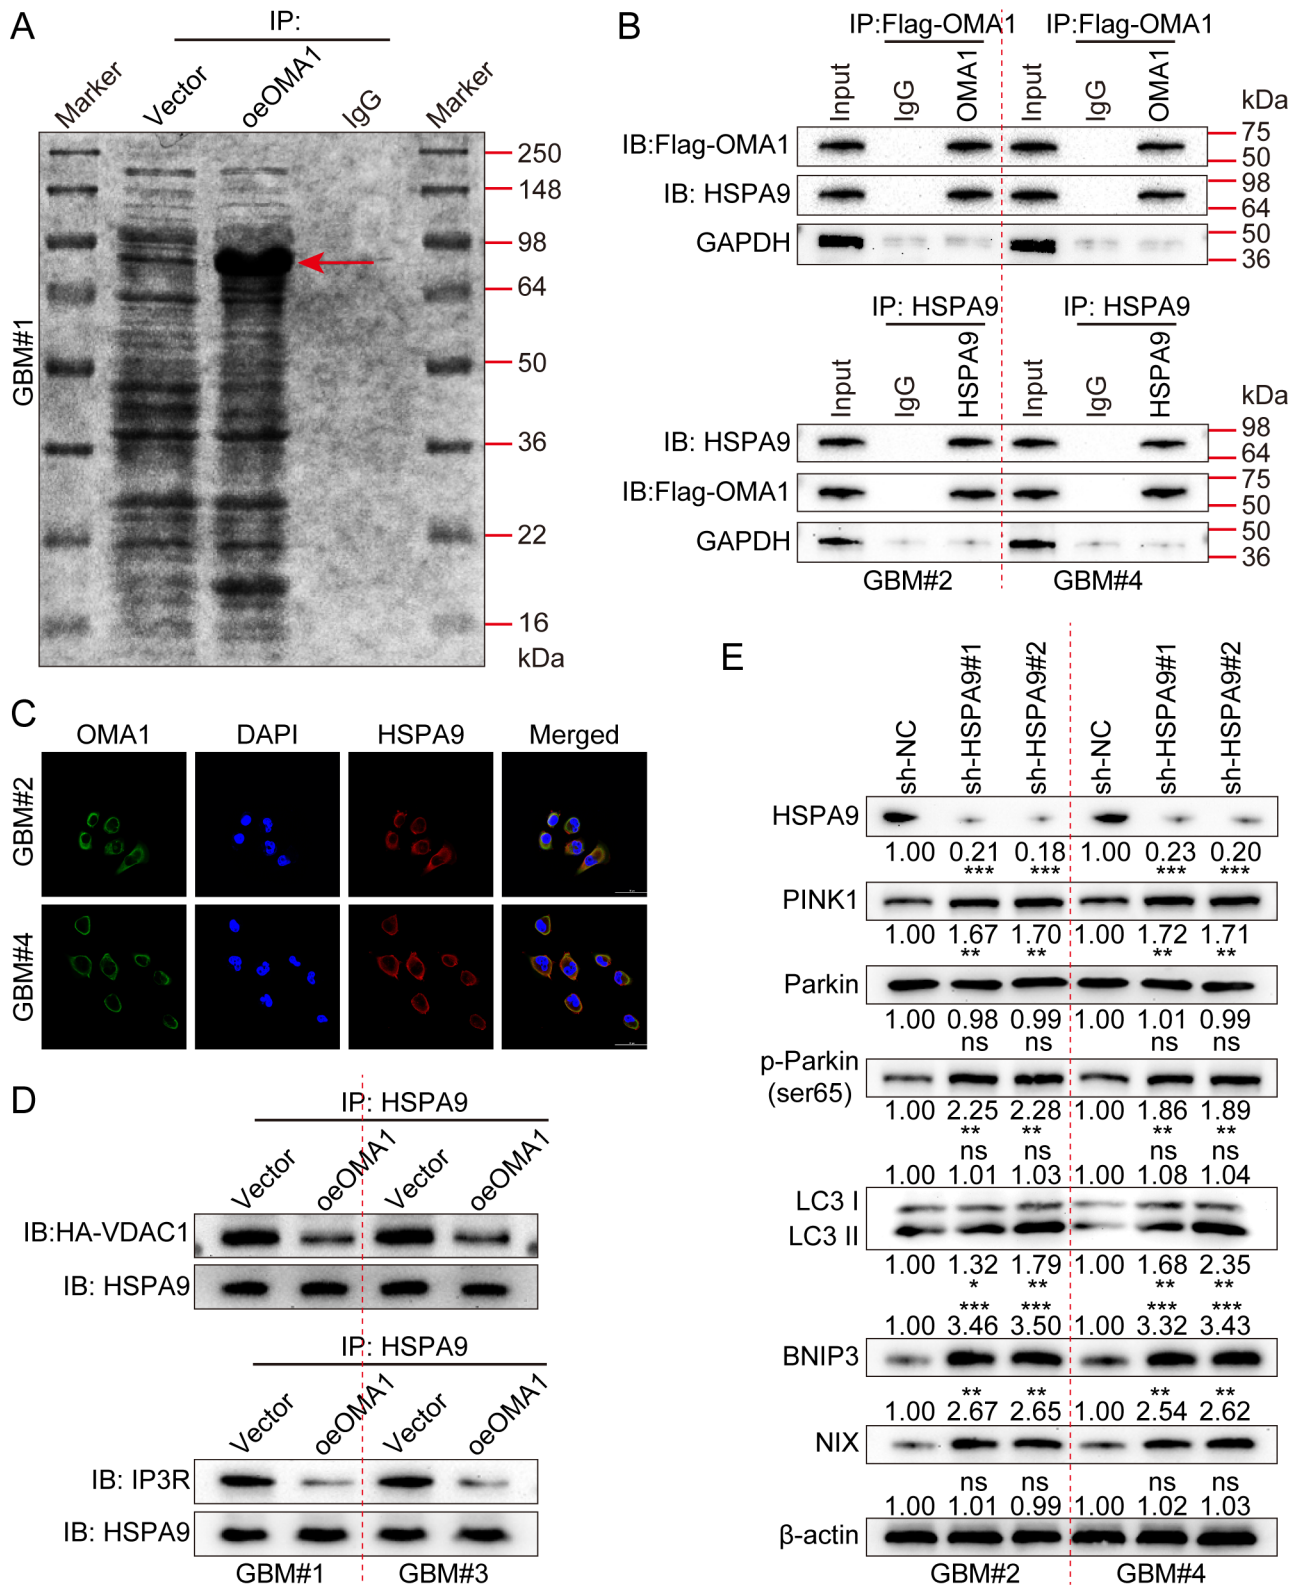 A
IP:
Marker
Vector
oeOMA1
IgG
Marker
GBM#1
250
148
98
64
50
36
22
16
kDa
B
IP:Flag-OMA1
IP:Flag-OMA1
Input
IgG
OMA1
Input
IgG
OMA1
kDa
IB:Flag-OMA1
75
50
IB: HSPA9
98
64
GAPDH
50
36
IP: HSPA9
IP: HSPA9
Input
IgG
HSPA9
Input
IgG
HSPA9
kDa
IB: HSPA9
98
64
IB:Flag-OMA1
75
50
GAPDH
50
36
GBM#2
GBM#4
C
OMA1
DAPI
HSPA9
Merged
GBM#2
GBM#4
D
IP: HSPA9
Vector
oeOMA1
Vector
oeOMA1
IB:HA-VDAC1
IB: HSPA9
IP: HSPA9
Vector
oeOMA1
Vector
oeOMA1
IB: IP3R
IB: HSPA9
GBM#1
GBM#3
E
sh-NC
sh-HSPA9#1
sh-HSPA9#2
sh-NC
sh-HSPA9#1
sh-HSPA9#2
HSPA9
1.00 0.21 0.18 1.00 0.23 0.20
*** *** *** ***
PINK1
1.00 1.67 1.70 1.00 1.72 1.71
** ** ** **
Parkin
1.00 0.98 0.99 1.00 1.01 0.99
ns ns ns ns
p-Parkin
(ser65)
1.00 2.25 2.28 1.00 1.86 1.89
** ** ** **
ns ns ns ns
1.00 1.01 1.03 1.00 1.08 1.04
LC3 I
LC3 II
1.00 1.32 1.79 1.00 1.68 2.35
* ** ** **
*** *** *** ***
1.00 3.46 3.50 1.00 3.32 3.43
BNIP3
** ** ** **
1.00 2.67 2.65 1.00 2.54 2.62
NIX
ns ns ns ns
1.00 1.01 0.99 1.00 1.02 1.03
β-actin
GBM#2
GBM#4